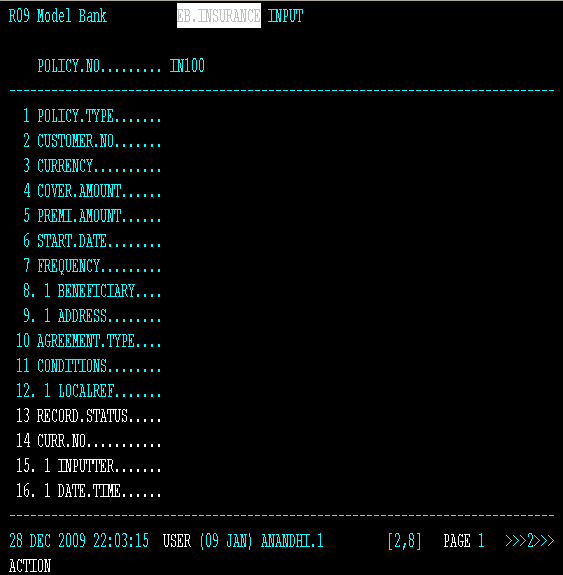 R09 Model Bank EB.INSURANCE INPUT
POLICY.NO......... IN100
1 POLICY.TYPE.......
2 CUSTOMER.NO.......
3 CURRENCY..........
4 COVER.AMOUNT......
5 PREMI.AMOUNT......
6 START.DATE........
7 FREQUENCY.........
8. 1 BENEFICIARY....
9. 1 ADDRESS........
10 AGREEMENT.TYPE....
11 CONDITIONS........
12. 1 LOCALREF.......
13 RECORD.STATUS.....
14 CURR.NO...........
15. 1 INPUTTER.......
16. 1 DATE.TIME......
28 DEC 2009 22:03:15 USER (09 JAN) ANANDHI.1 [2,8] PAGE 1 >>>2>>>
ACTION